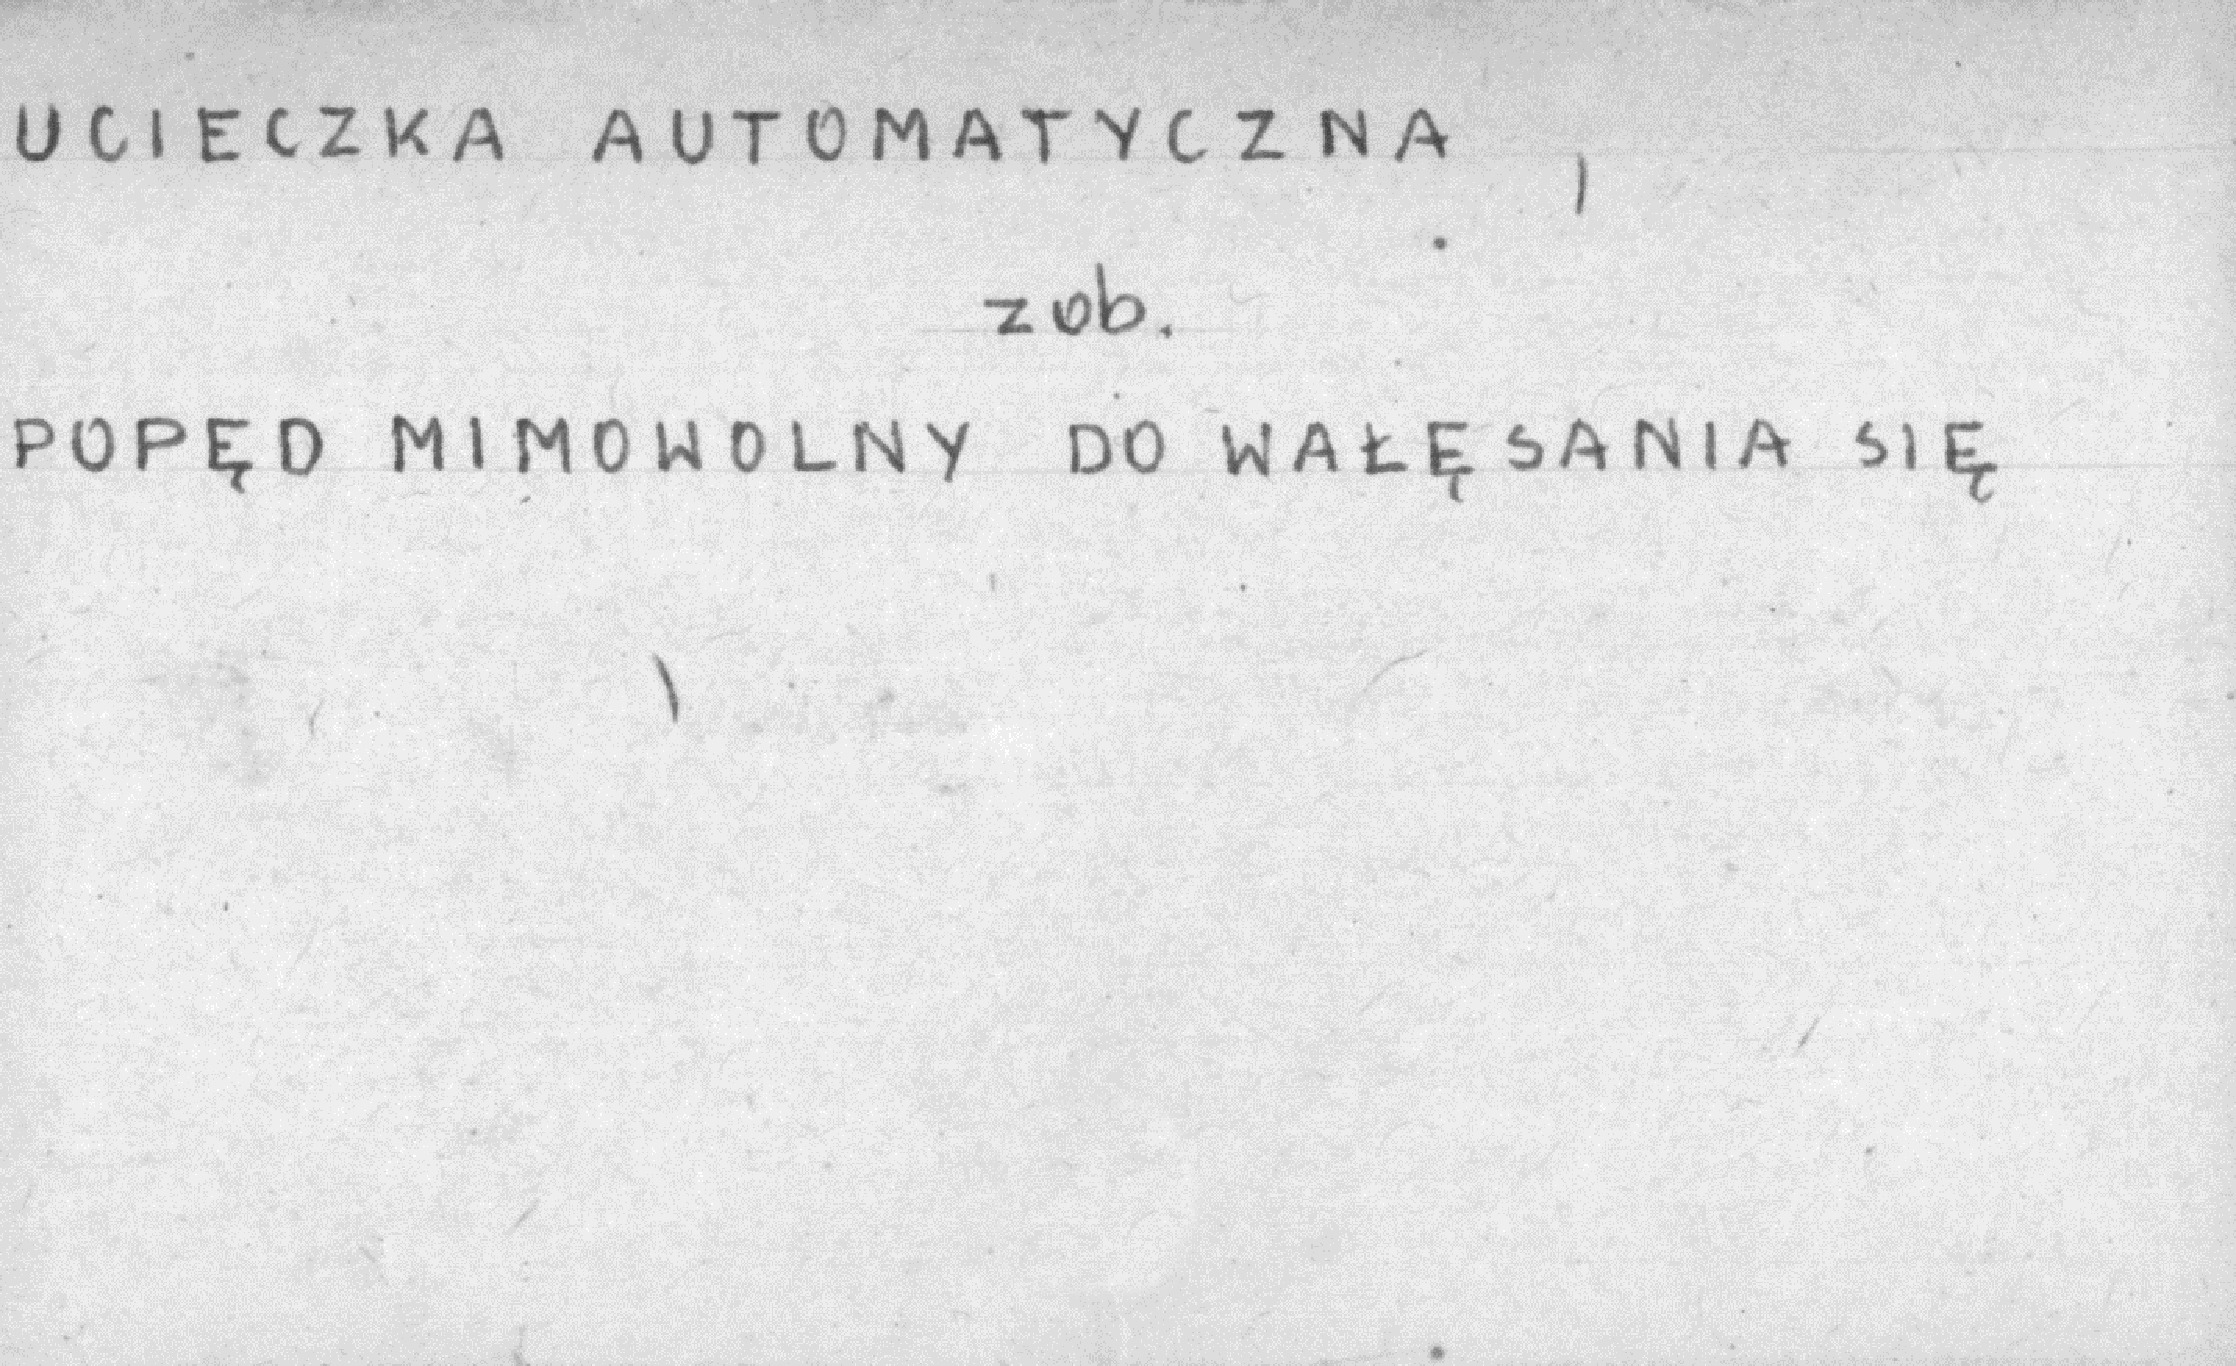 UCIECZKA AUTOMATYCZNA
zob.
POPĘD MIMOWOLNY DO WAŁĘSANIA SIĘ